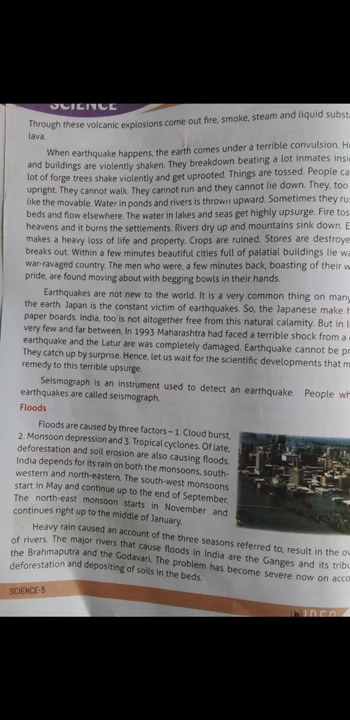 SCIENCE
Through these volcanic explosions come out fire, smoke, steam and liquid
lava.
When earthquake happens, the earth comes under a terrible convulsion.
and buildings are violently shaken. They breakdown beating a lot inmates
lot of forge trees shake violently and get uprooted. Things are tossed. People
upright. They cannot walk. They cannot run and they cannot lie down. They, too
like the movable. Water in ponds and rivers is thrown upward. Sometimes they
beds and flow elsewhere. The water in lakes and seas get highly upsurge. Fire
heavens and it burns the settlements. Rivers dry up and mountains sink down.
makes a heavy loss of life and property. Crops are ruined. Stores are
breaks out. Within a few minutes beautiful cities full of palatial buildings lie
war-ravaged country. The men who were, a few minutes back, boasting of their
pride, are found moving about with begging bowls in their hands.
Earthquakes are not new to the world. It is a very common thing on many
the earth. Japan is the constant victim of earthquakes. So, the Japanese make
paper boards. India, too is not altogether free from this natural calamity. But in
very few and far between. In 1993 Maharashtra had faced a terrible shock from a
earthquake and the Latur are was completely damaged. Earthquake cannot be
They catch up by surprise. Hence, let us wait for the scientific developments that
remedy to this terrible upsurge.
Seismograph is an instrument used to detect an earthquake. People
earthquakes are called seismograph.
Floods
Floods are caused by three factors – 1. Cloud burst,
2. Monsoon depression and 3. Tropical cyclones. Of late,
deforestation and soil erosion are also causing floods.
India depends for its rain on both the monsoons, south-
western and north-eastern. The south-west monsoons
start in May and continue up to the end of September.
The north-east monsoon starts in November and
continues right up to the middle of January.
Heavy rain caused an account of the three seasons referred to, result in the
of rivers. The major rivers that cause floods in India are the Ganges and its
the Brahmaputra and the Godavari. The problem has become severe now on
deforestation and depositing of soils in the beds.
SCIENCE-5